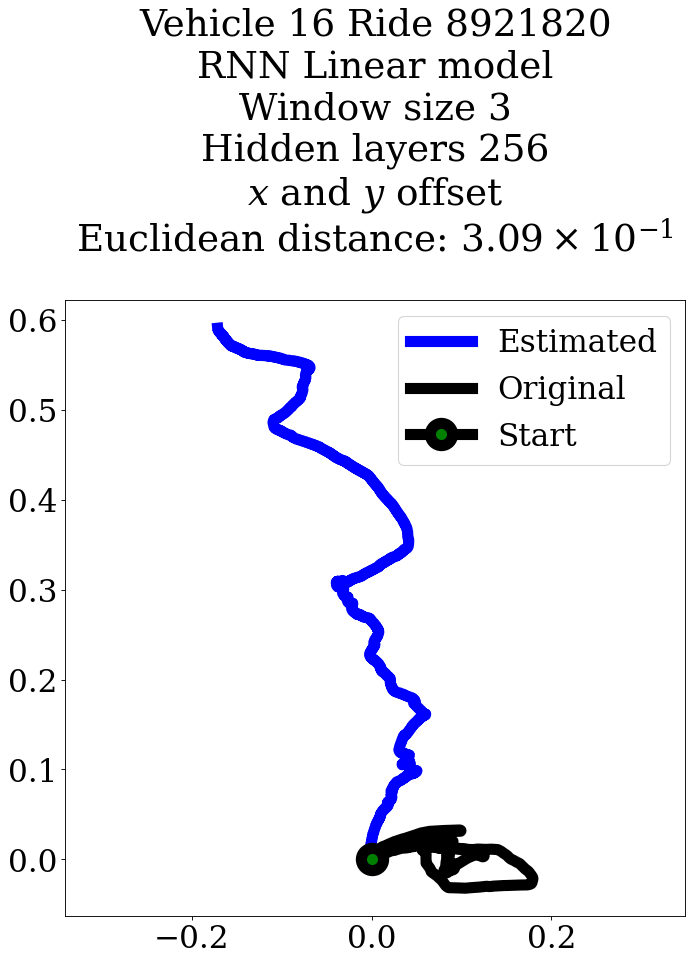 Vehicle 16 Ride 8921820
RNN Linear model
Window size 3
Hidden layers 256
x and y offset
Euclidean distance: 3.09 × 10⁻¹
Estimated
Original
Start
0.6
0.5
0.4
0.3
0.2
0.1
0.0
−0.2
0.0
0.2